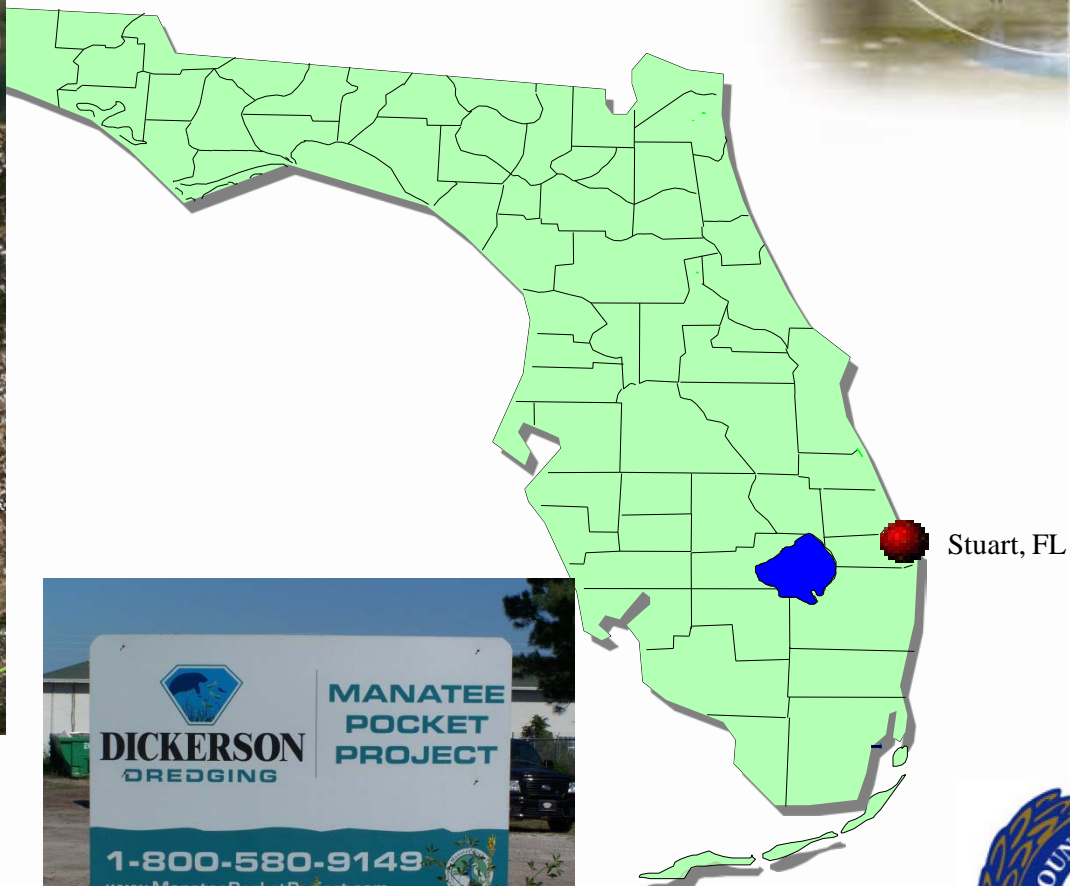 Stuart, FL
DICKERSON
DREDGING
MANATEE
POCKET
PROJECT
1-800-580-9149